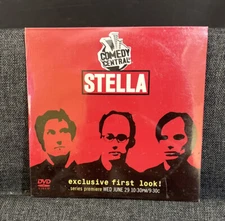 COMEDY
CENTRAL
STELLA
exclusive first look!
series premiere WED JUNE 29 10:30PM/9:30c
DVD